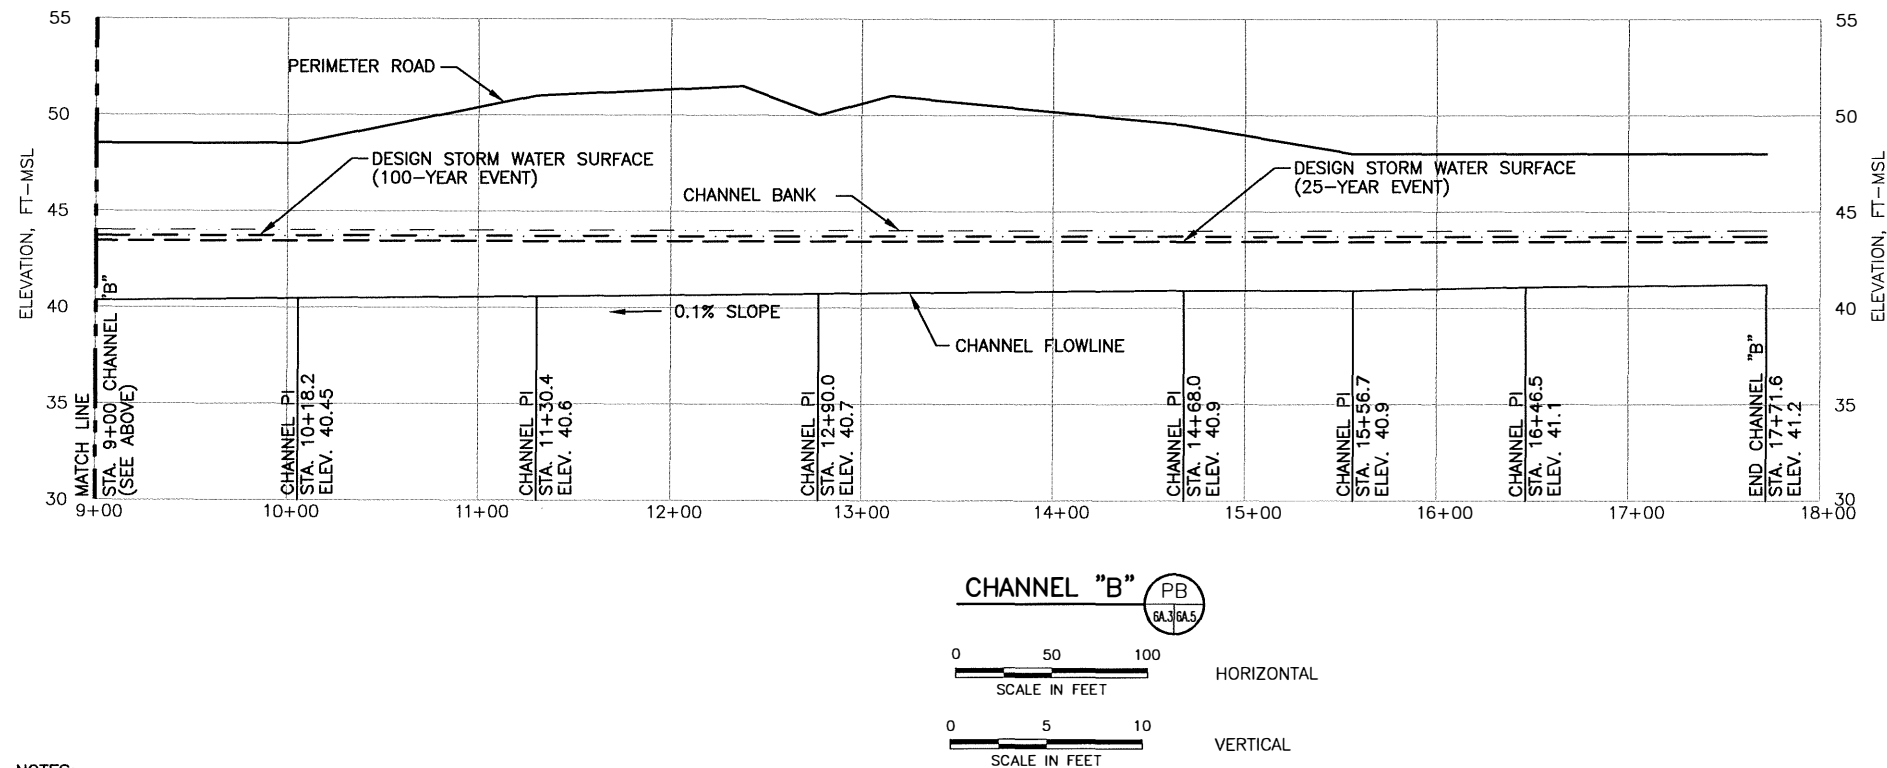 55
50
45
40
35
30
ELEVATION, FT-MSL
PERIMETER ROAD
DESIGN STORM WATER SURFACE
(100-YEAR EVENT)
CHANNEL BANK
DESIGN STORM WATER SURFACE
(25-YEAR EVENT)
0.1% SLOPE
CHANNEL FLOWLINE
MATCH LINE
STA. 9+00 CHANNEL "B"
(SEE ABOVE)
CHANNEL PI
STA. 10+18.2
ELEV. 40.45
CHANNEL PI
STA. 11+30.4
ELEV. 40.6
CHANNEL PI
STA. 12+90.0
ELEV. 40.7
CHANNEL PI
STA. 14+68.0
ELEV. 40.9
CHANNEL PI
STA. 15+56.7
ELEV. 40.9
CHANNEL PI
STA. 16+46.5
ELEV. 41.1
END CHANNEL "B"
STA. 17+71.6
ELEV. 41.2
55
50
45
40
35
30
ELEVATION, FT-MSL
9+00 10+00 11+00 12+00 13+00 14+00 15+00 16+00 17+00 18+00
CHANNEL "B"
PB
6A.3 6A.5
0 50 100
SCALE IN FEET
HORIZONTAL
0 5 10
SCALE IN FEET
VERTICAL
NOTES